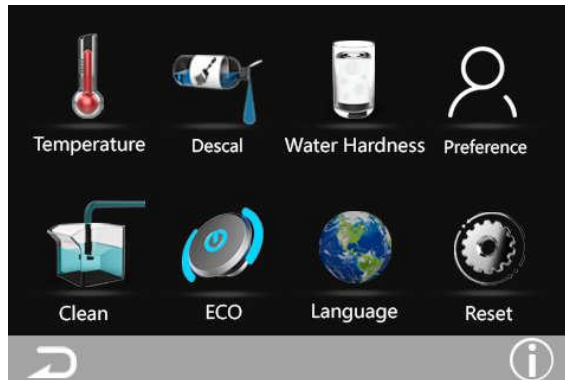 Temperature
Descal
Water Hardness
Preference
Clean
ECO
Language
Reset